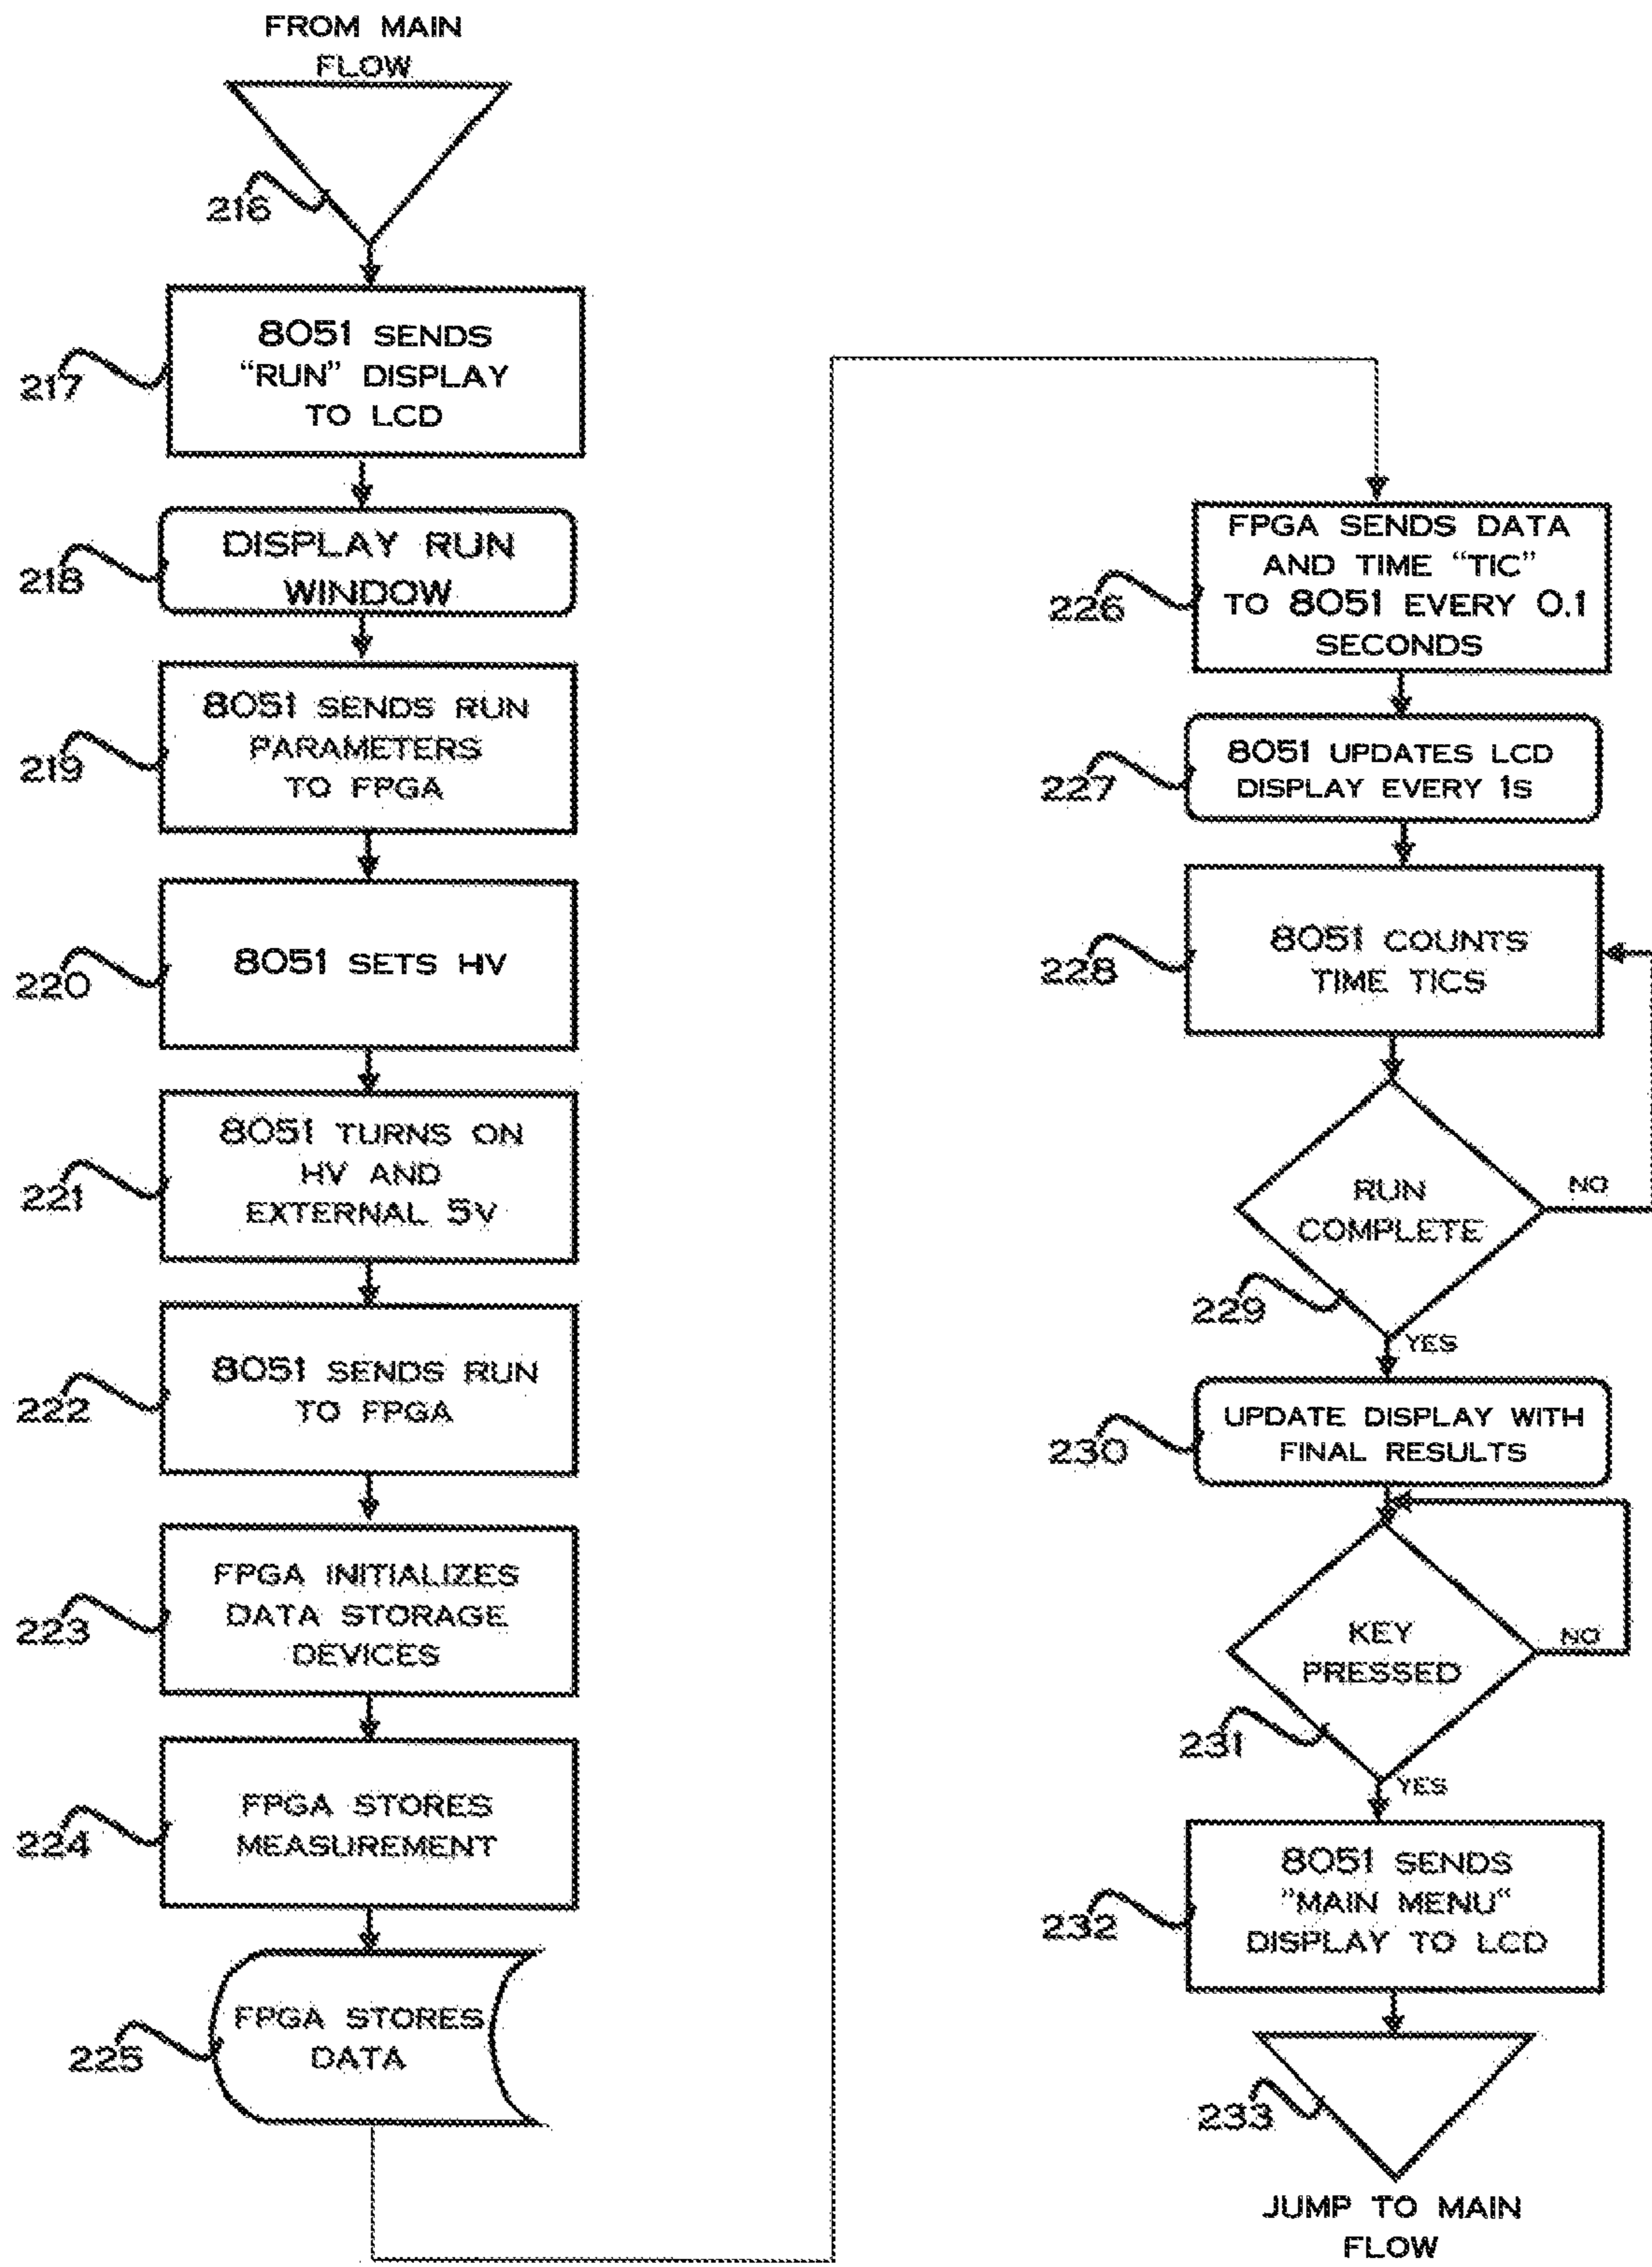 FROM MAIN
FLOW
216
8051 SENDS
"RUN" DISPLAY
TO LCD
217
DISPLAY RUN
WINDOW
218
8051 SENDS RUN
PARAMETERS
TO FPGA
219
8051 SETS HV
220
8051 TURNS ON
HV AND
EXTERNAL 5V
221
8051 SENDS RUN
TO FPGA
222
FPGA INITIALIZES
DATA STORAGE
DEVICES
223
FPGA STORES
MEASUREMENT
224
FPGA STORES
DATA
225
FPGA SENDS DATA
AND TIME "TIC"
TO 8051 EVERY 0.1
SECONDS
226
8051 UPDATES LCD
DISPLAY EVERY 1S
227
8051 COUNTS
TIME TICS
228
RUN
COMPLETE
NO
229
YES
UPDATE DISPLAY WITH
FINAL RESULTS
230
KEY
PRESSED
NO
231
YES
8051 SENDS
"MAIN MENU"
DISPLAY TO LCD
232
233
JUMP TO MAIN
FLOW